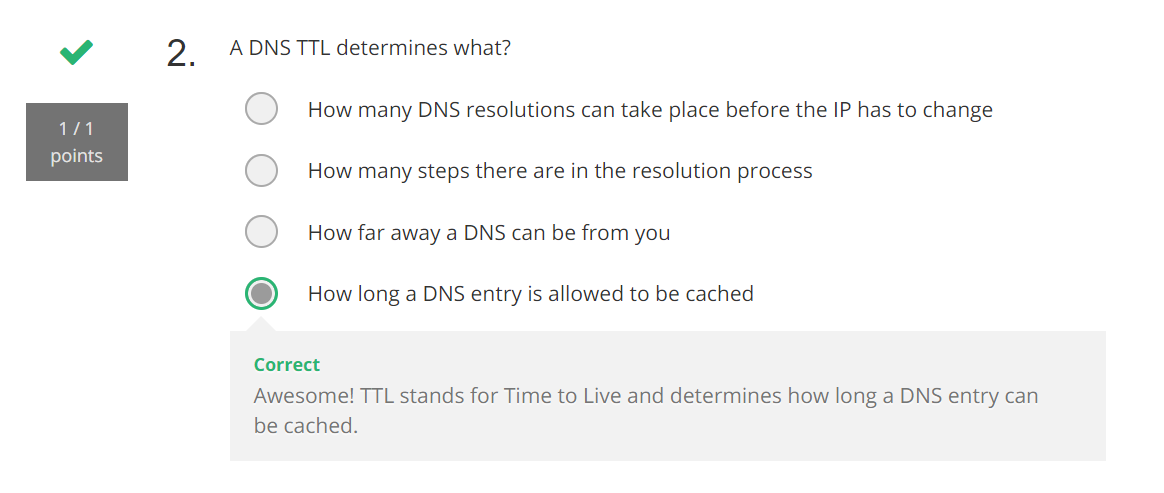 2. A DNS TTL determines what?
1 / 1
points
How many DNS resolutions can take place before the IP has to change
How many steps there are in the resolution process
How far away a DNS can be from you
How long a DNS entry is allowed to be cached
Correct
Awesome! TTL stands for Time to Live and determines how long a DNS entry can
be cached.